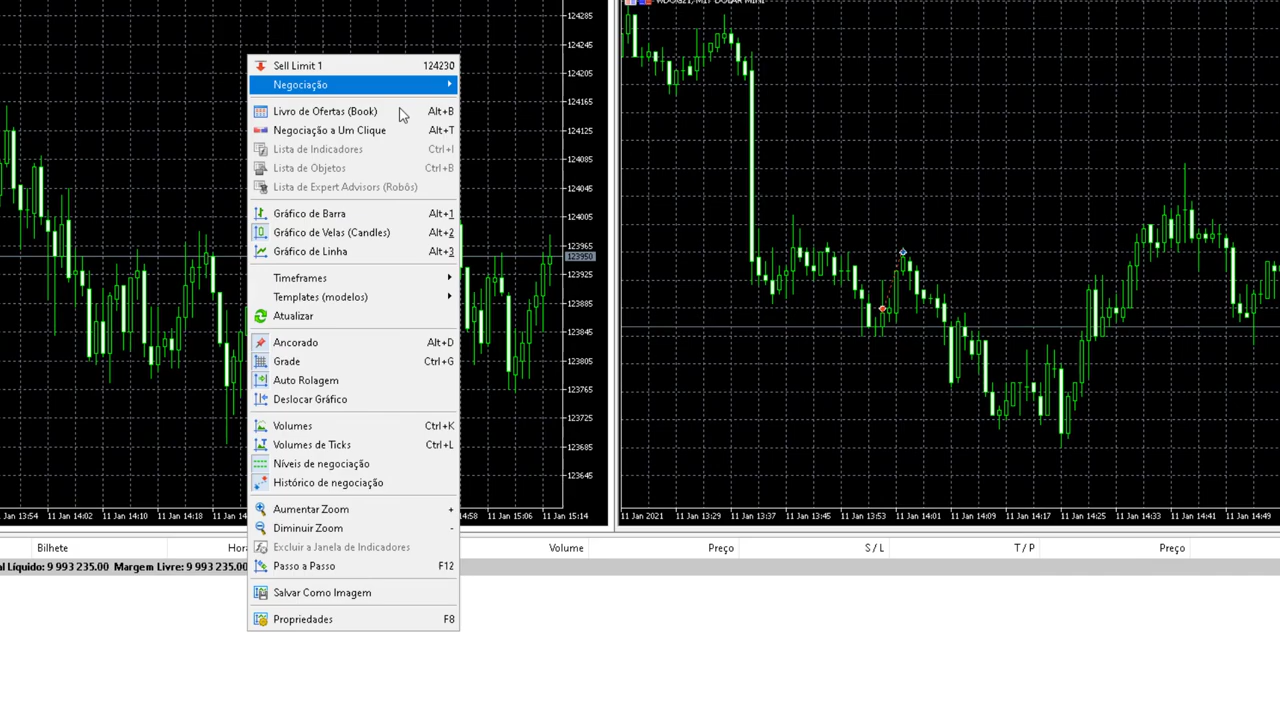 124285
124245
124205
124165
124125
124085
124045
124005
123965
123950
123925
123885
123845
123805
123765
123725
123685
123645
Sell Limit 1 124230
Negociação
Livro de Ofertas (Book) Alt+B
Negociação a Um Clique Alt+T
Lista de Indicadores Ctrl+I
Lista de Objetos Ctrl+B
Lista de Expert Advisors (Robôs)
Gráfico de Barra Alt+1
Gráfico de Velas (Candles) Alt+2
Gráfico de Linha Alt+3
Timeframes
Templates (modelos)
Atualizar
Ancorado Alt+D
Grade Ctrl+G
Auto Rolagem
Deslocar Gráfico
Volumes Ctrl+K
Volumes de Ticks Ctrl+L
Níveis de negociação
Histórico de negociação
Aumentar Zoom +
Diminuir Zoom -
Excluir a Janela de Indicadores
Passo a Passo F12
Salvar Como Imagem
Propriedades F8
Jan 13:54 11 Jan 14:02 11 Jan 14:10 11 Jan 14:18 11 Jan 14: 14:58 11 Jan 15:06 11 Jan 15:14
11 Jan 2021 11 Jan 13:29 11 Jan 13:37 11 Jan 13:45 11 Jan 13:53 11 Jan 14:01 11 Jan 14:09 11 Jan 14:17 11 Jan 14:25 11 Jan 14:33 11 Jan 14:41 11 Jan 14:49
Bilhete Hora Volume Preço S / L T / P Preço
al Líquido: 9 993 235.00 Margem Livre: 9 993 235.00